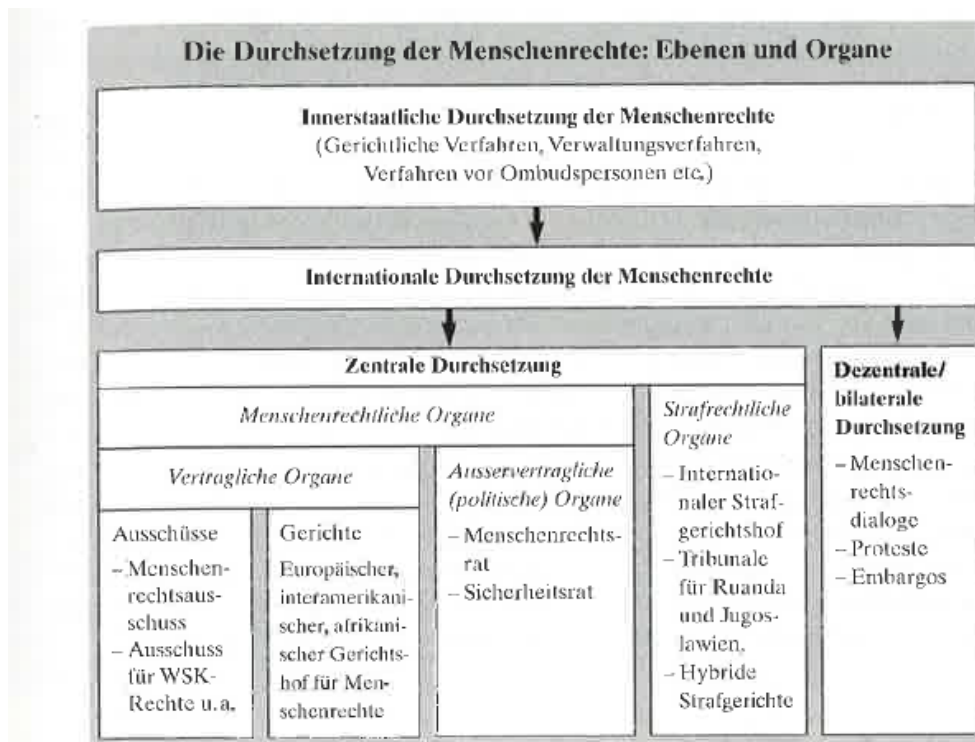 Die Durchsetzung der Menschenrechte: Ebenen und Organe
Innerstaatliche Durchsetzung der Menschenrechte
(Gerichtliche Verfahren, Verwaltungsverfahren,
Verfahren vor Ombudspersonen etc.)
Internationale Durchsetzung der Menschenrechte
Zentrale Durchsetzung
Menschenrechtliche Organe
Vertragliche Organe
Ausschüsse
– Menschen-
rechtsaus-
schuss
– Ausschuss
für WSK-
Rechte u.a.
Gerichte
Europäischer,
interamerikani-
scher, afrikani-
scher Gerichts-
hof für Men-
schenrechte
Ausservertragliche
(politische) Organe
– Menschenrechts-
rat
– Sicherheitsrat
Strafrechtliche
Organe
– Internatio-
naler Straf-
gerichtshof
– Tribunale
für Ruanda
und Jugos-
lawien,
– Hybride
Strafgerichte
Dezentrale/
bilaterale
Durchsetzung
– Menschen-
rechts-
dialoge
– Proteste
– Embargos